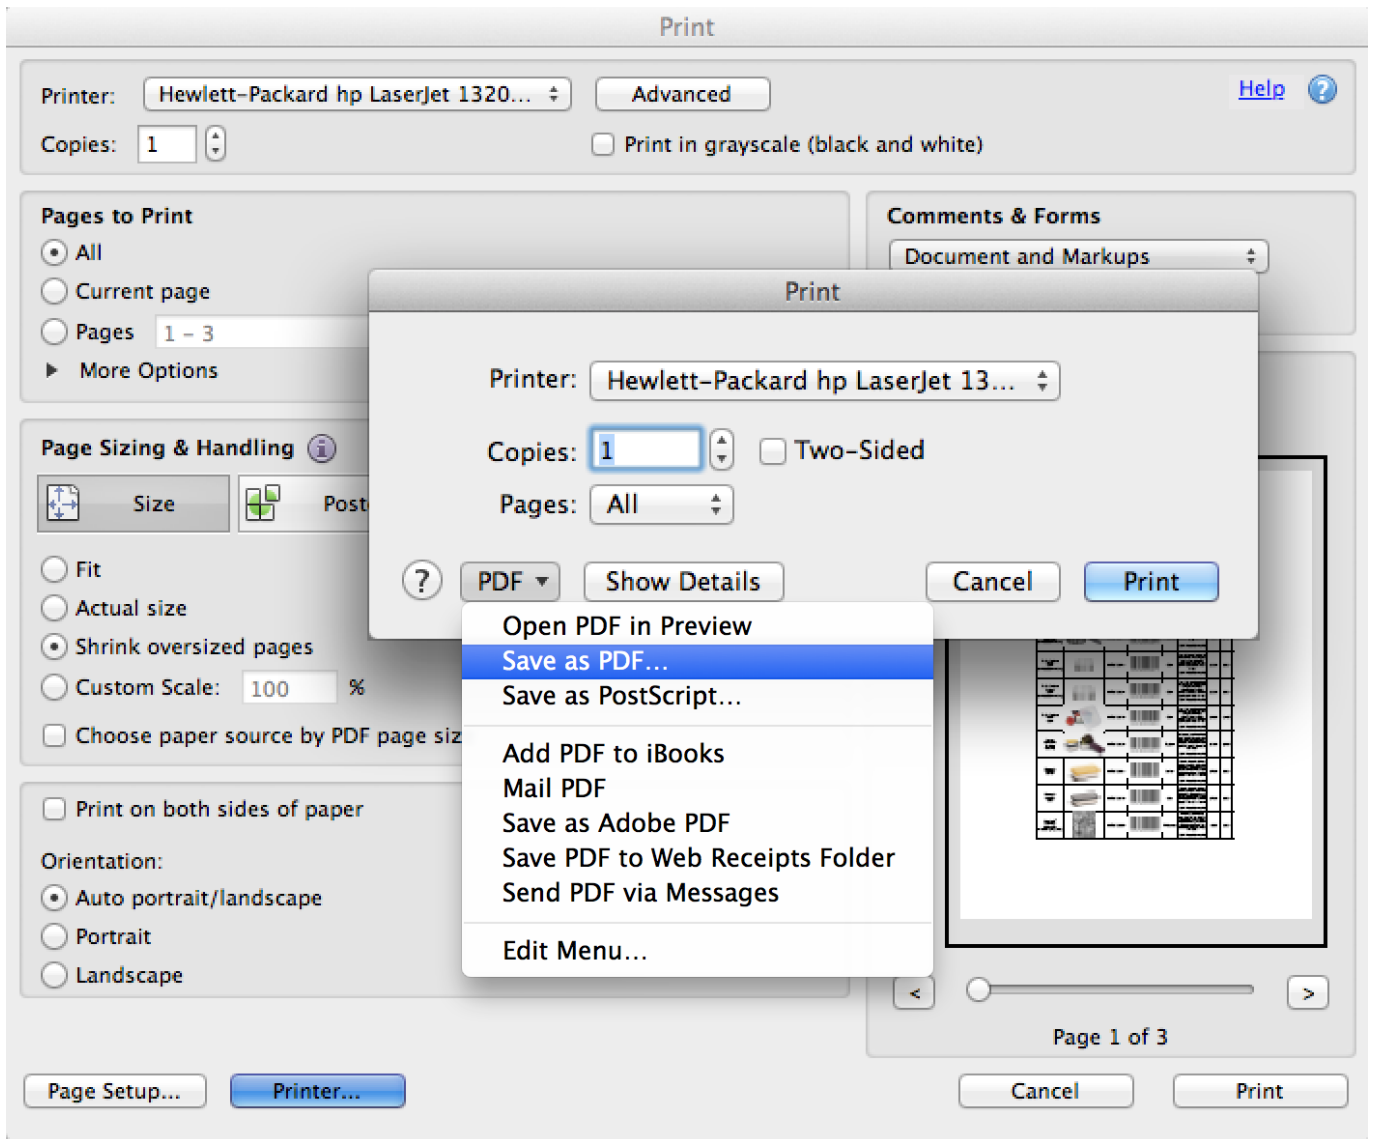 Print
Printer: Hewlett-Packard hp LaserJet 1320... Advanced Help ?
Copies: 1 Print in grayscale (black and white)
Pages to Print
All
Current page
Pages 1 - 3
More Options
Comments & Forms
Document and Markups
Page Sizing & Handling i
Size
Fit
Actual size
Shrink oversized pages
Custom Scale: 100 %
Choose paper source by PDF page
Print on both sides of paper
Orientation:
Auto portrait/landscape
Portrait
Landscape
Print
Printer: Hewlett-Packard hp LaserJet 13...
Copies: 1 Two-Sided
Pages: All
? PDF Show Details Cancel Print
Open PDF in Preview
Save as PDF...
Save as PostScript...
Add PDF to iBooks
Mail PDF
Save as Adobe PDF
Save PDF to Web Receipts Folder
Send PDF via Messages
Edit Menu...
< >
Page 1 of 3
Page Setup... Printer... Cancel Print